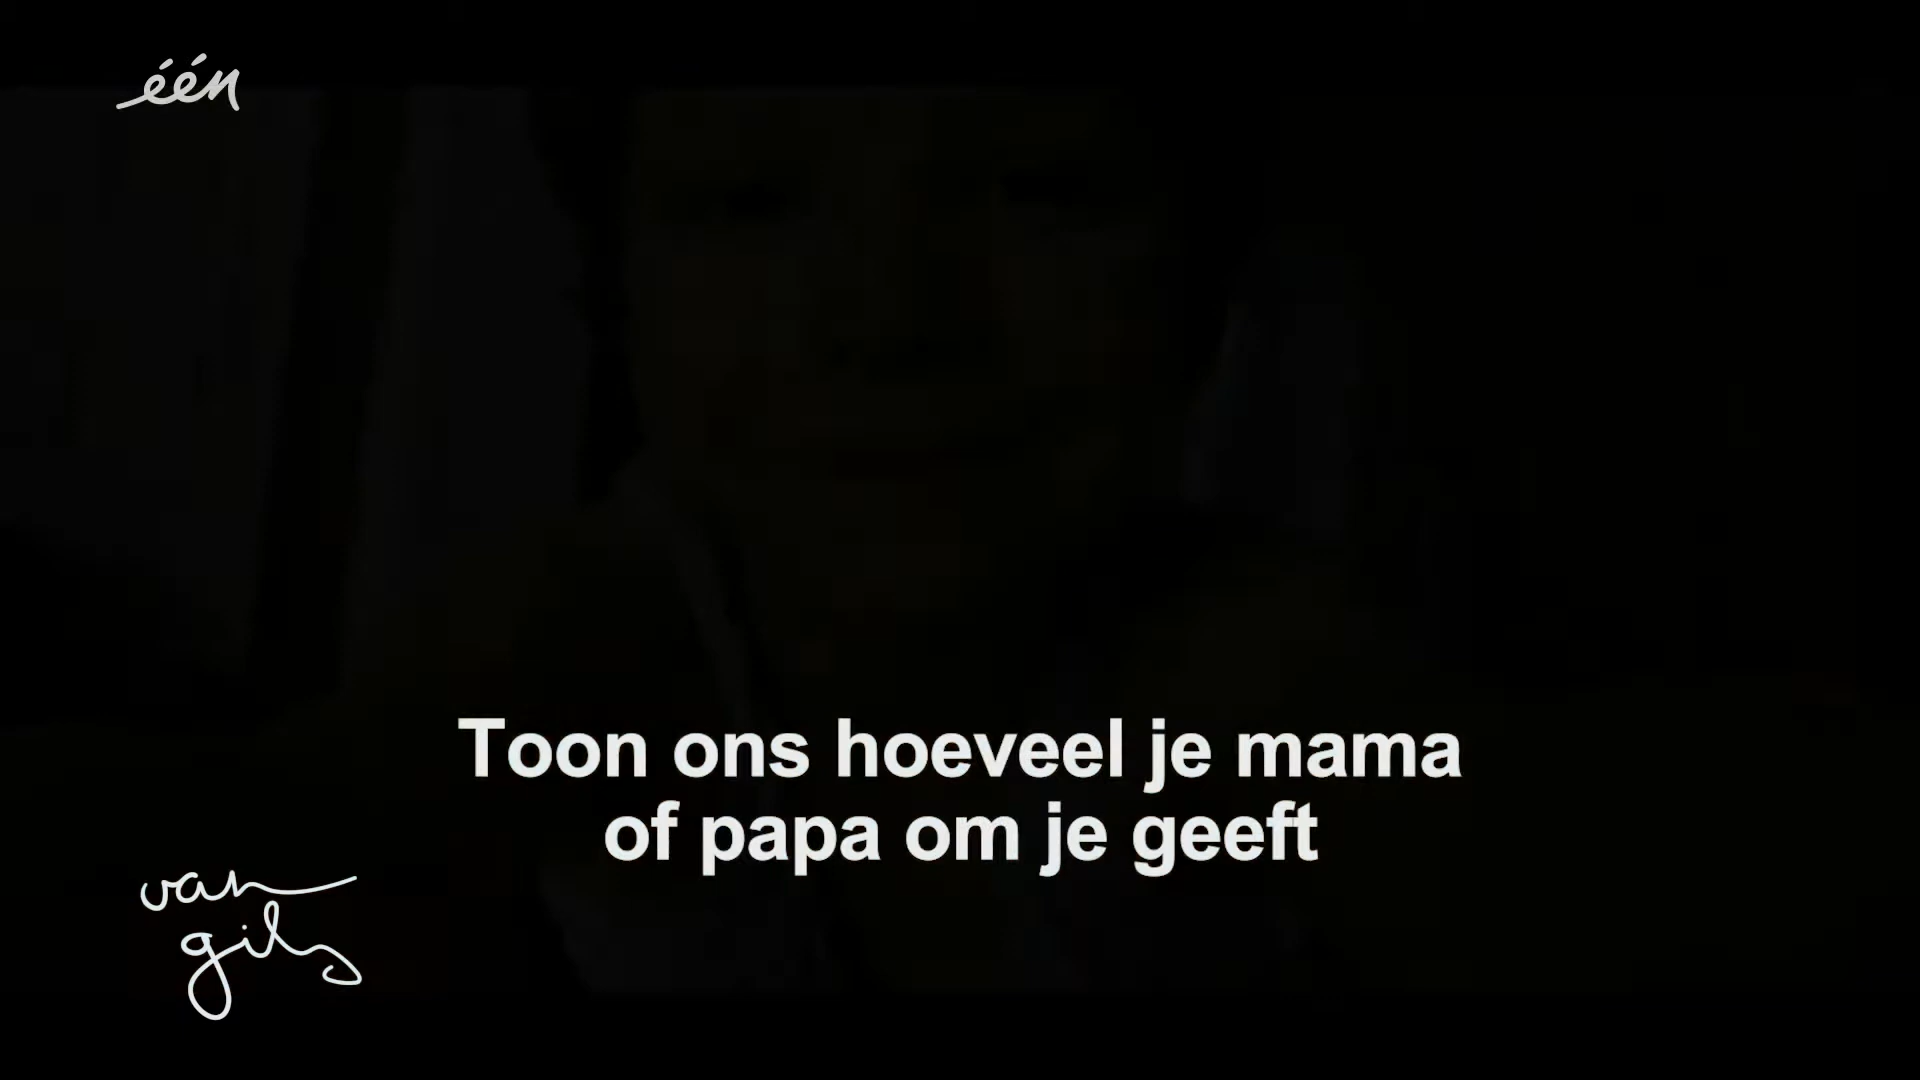 één
Toon ons hoeveel je mama
of papa om je geeft
van
gils